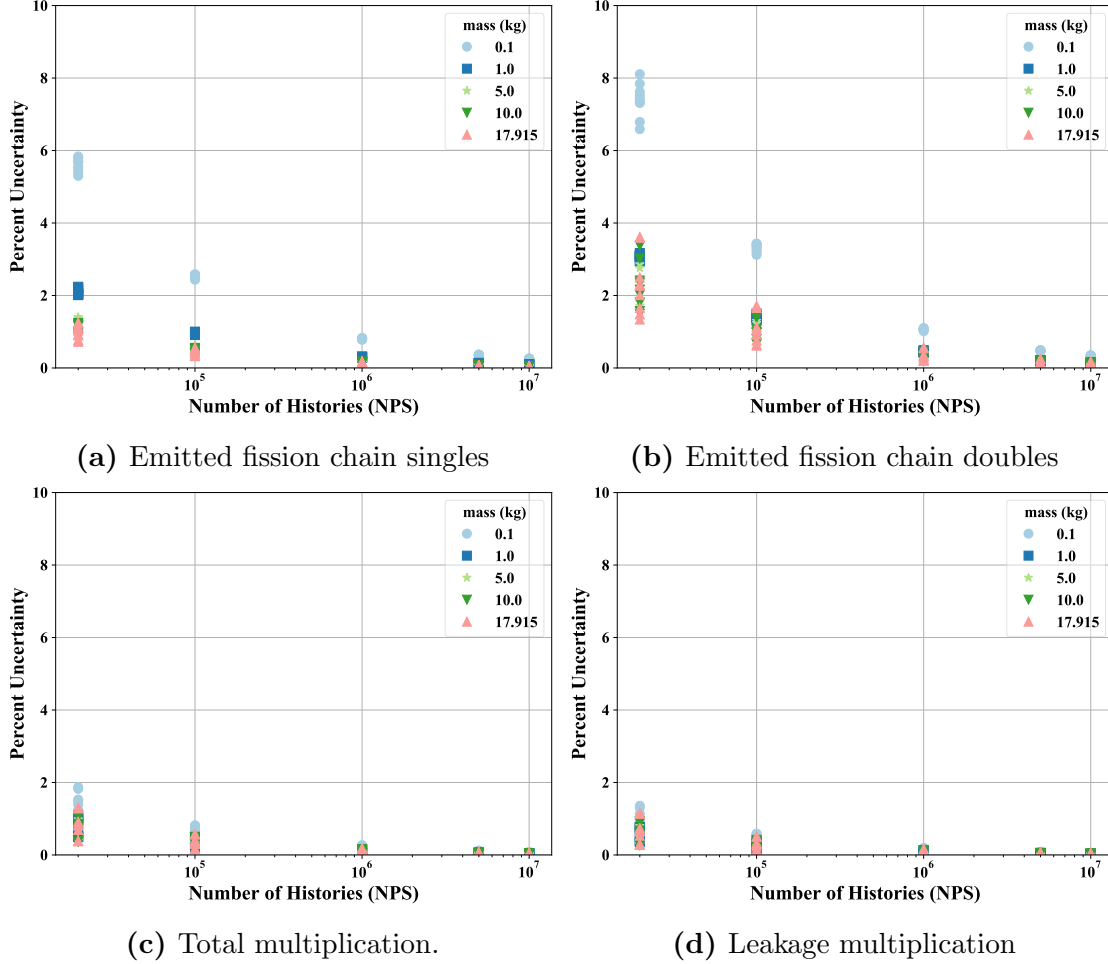 10
8
6
4
2
0
Percent Uncertainty
mass (kg)
0.1
1.0
5.0
10.0
17.915
10^5 10^6 10^7
Number of Histories (NPS)
(a) Emitted fission chain singles
10
8
6
4
2
0
Percent Uncertainty
mass (kg)
0.1
1.0
5.0
10.0
17.915
10^5 10^6 10^7
Number of Histories (NPS)
(b) Emitted fission chain doubles
10
8
6
4
2
0
Percent Uncertainty
mass (kg)
0.1
1.0
5.0
10.0
17.915
10^5 10^6 10^7
Number of Histories (NPS)
(c) Total multiplication.
10
8
6
4
2
0
Percent Uncertainty
mass (kg)
0.1
1.0
5.0
10.0
17.915
10^5 10^6 10^7
Number of Histories (NPS)
(d) Leakage multiplication